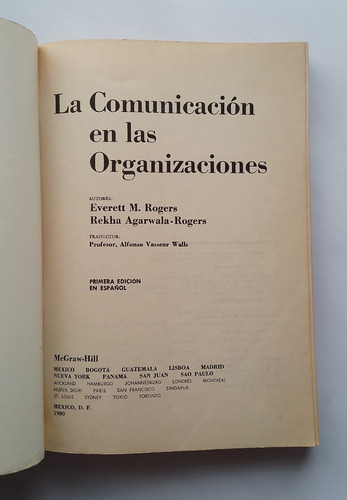 La Comunicación
en las
Organizaciones
AUTORES:
Everett M. Rogers
Rekha Agarwala-Rogers
TRADUCTOR:
Profesor, Alfonso Vasseur Walls
PRIMERA EDICIÓN
EN ESPAÑOL
McGraw-Hill
MEXICO BOGOTÁ GUATEMALA LISBOA MADRID
NUEVA YORK PANAMÁ SAN JUAN SAO PAULO
AUCKLAND HAMBURGO JOHANNESBURG LONDRES MONTREAL
NUEVA DELHI PARIS SAN FRANCISCO SINGAPUR
ST. LOUIS SYDNEY TOKIO TORONTO
MEXICO, D. F.
1980